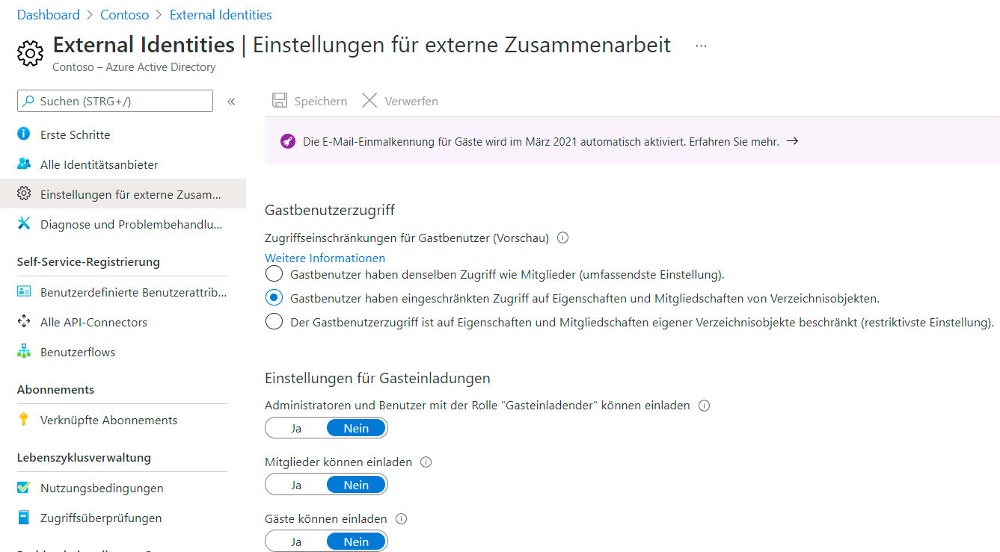 Dashboard > Contoso > External Identities
External Identities | Einstellungen für externe Zusammenarbeit ...
Contoso – Azure Active Directory
Suchen (STRG+/) «
Erste Schritte
Alle Identitätsanbieter
Einstellungen für externe Zusam...
Diagnose und Problembehandlu...
Self-Service-Registrierung
Benutzerdefinierte Benutzerattrib...
Alle API-Connectors
Benutzerflows
Abonnements
Verknüpfte Abonnements
Lebenszyklusverwaltung
Nutzungsbedingungen
Zugriffsüberprüfungen
Speichern Verwerfen
Die E-Mail-Einmalkennung für Gäste wird im März 2021 automatisch aktiviert. Erfahren Sie mehr. →
Gastbenutzerzugriff
Zugriffseinschränkungen für Gastbenutzer (Vorschau)
Weitere Informationen
Gastbenutzer haben denselben Zugriff wie Mitglieder (umfassendste Einstellung).
Gastbenutzer haben eingeschränkten Zugriff auf Eigenschaften und Mitgliedschaften von Verzeichnisobjekten.
Der Gastbenutzerzugriff ist auf Eigenschaften und Mitgliedschaften eigener Verzeichnisobjekte beschränkt (restriktivste Einstellung).
Einstellungen für Gasteinladungen
Administratoren und Benutzer mit der Rolle "Gasteinladender" können einladen
Ja Nein
Mitglieder können einladen
Ja Nein
Gäste können einladen
Ja Nein